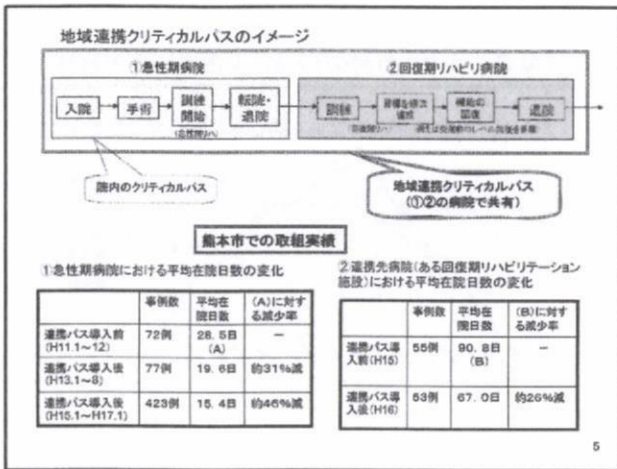 地域連携クリティカルパスのイメージ
①急性期病院
②回復期リハビリ病院
入院
手術
訓練
開始
(急性期リハ)
転院・
退院
訓練
(回復期リハ)
退院
院内のクリティカルパス
地域連携クリティカルパス
(①②の病院で共有)
熊本市での取組実績
①急性期病院における平均在院日数の変化
事例数 平均在院日数 (A)に対する減少率
連携パス導入前(H11.1~12) 72例 28.5日(A) ー
連携パス導入後(H13.1~8) 77例 19.6日 約31%減
連携パス導入後(H15.1~H17.1) 423例 15.4日 約46%減
②連携先病院(ある回復期リハビリテーション
施設)における平均在院日数の変化
事例数 平均在院日数 (B)に対する減少率
連携パス導入前(H15) 55例 90.8日(B) ー
連携パス導入後(H16) 53例 67.0日 約26%減
5